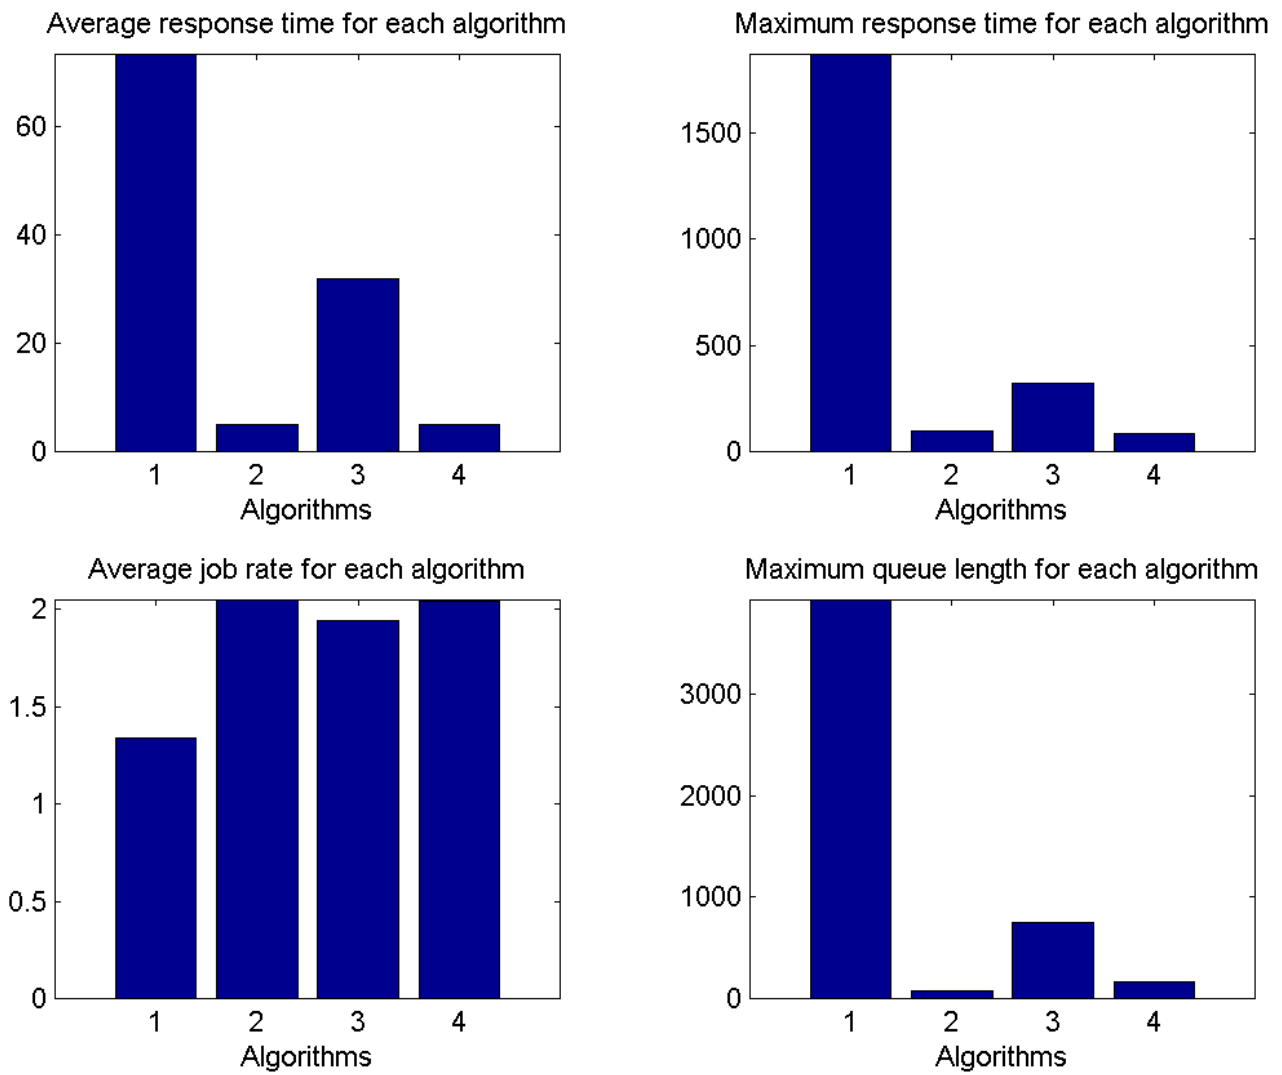 Average response time for each algorithm
60
40
20
0
1 2 3 4
Algorithms
Maximum response time for each algorithm
1500
1000
500
0
1 2 3 4
Algorithms
Average job rate for each algorithm
2
1.5
1
0.5
0
1 2 3 4
Algorithms
Maximum queue length for each algorithm
3000
2000
1000
0
1 2 3 4
Algorithms